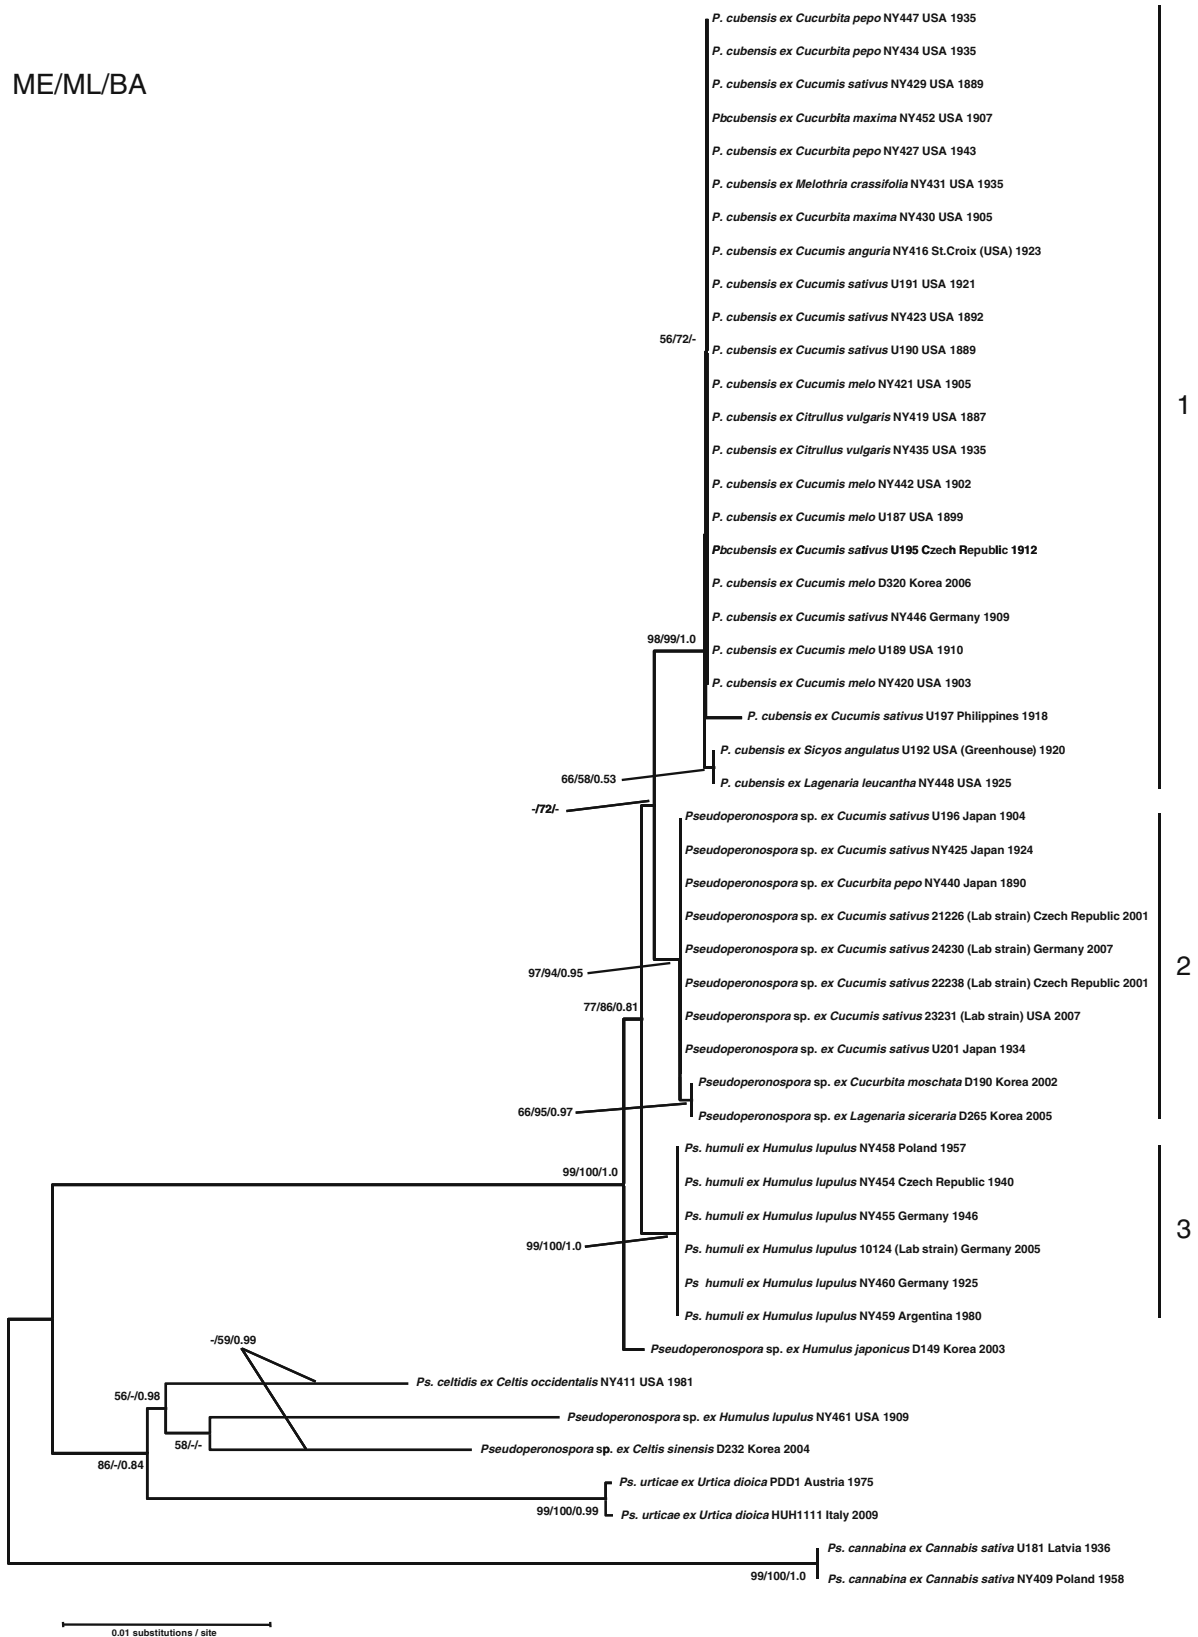 P. cubensis ex Cucurbita pepo NY447 USA 1935
P. cubensis ex Cucurbita pepo NY434 USA 1935
ME/ML/BA
P. cubensis ex Cucumis sativus NY429 USA 1889
Pbcubensis ex Cucurbita maxima NY452 USA 1907
P. cubensis ex Cucurbita pepo NY427 USA 1943
P. cubensis ex Melothria crassifolia NY431 USA 1935
P. cubensis ex Cucurbita maxima NY430 USA 1905
P. cubensis ex Cucumis anguria NY416 St.Croix (USA) 1923
P. cubensis ex Cucumis sativus U191 USA 1921
P. cubensis ex Cucumis sativus NY423 USA 1892
56/72/-
P. cubensis ex Cucumis sativus U190 USA 1889
P. cubensis ex Cucumis melo NY421 USA 1905
1
P. cubensis ex Citrullus vulgaris NY419 USA 1887
P. cubensis ex Citrullus vulgaris NY435 USA 1935
P. cubensis ex Cucumis melo NY442 USA 1902
P. cubensis ex Cucumis melo U187 USA 1899
Pbcubensis ex Cucumis sativus U195 Czech Republic 1912
P. cubensis ex Cucumis melo D320 Korea 2006
P. cubensis ex Cucumis sativus NY446 Germany 1909
98/99/1.0
P. cubensis ex Cucumis melo U189 USA 1910
P. cubensis ex Cucumis melo NY420 USA 1903
P. cubensis ex Cucumis sativus U197 Philippines 1918
P. cubensis ex Sicyos angulatus U192 USA (Greenhouse) 1920
66/58/0.53
P. cubensis ex Lagenaria leucantha NY448 USA 1925
-/72/-
Pseudoperonospora sp. ex Cucumis sativus U196 Japan 1904
Pseudoperonospora sp. ex Cucumis sativus NY425 Japan 1924
Pseudoperonospora sp. ex Cucurbita pepo NY440 Japan 1890
Pseudoperonospora sp. ex Cucumis sativus 21226 (Lab strain) Czech Republic 2001
Pseudoperonospora sp. ex Cucumis sativus 24230 (Lab strain) Germany 2007
2
97/94/0.95
Pseudoperonospora sp. ex Cucumis sativus 22238 (Lab strain) Czech Republic 2001
77/86/0.81
Pseudoperonspora sp. ex Cucumis sativus 23231 (Lab strain) USA 2007
Pseudoperonospora sp. ex Cucumis sativus U201 Japan 1934
Pseudoperonospora sp. ex Cucurbita moschata D190 Korea 2002
66/95/0.97
Pseudoperonospora sp. ex Lagenaria siceraria D265 Korea 2005
Ps. humuli ex Humulus lupulus NY458 Poland 1957
99/100/1.0
Ps. humuli ex Humulus lupulus NY454 Czech Republic 1940
Ps. humuli ex Humulus lupulus NY455 Germany 1946
3
99/100/1.0
Ps. humuli ex Humulus lupulus 10124 (Lab strain) Germany 2005
Ps humuli ex Humulus lupulus NY460 Germany 1925
Ps. humuli ex Humulus lupulus NY459 Argentina 1980
-/59/0.99
Pseudoperonospora sp. ex Humulus japonicus D149 Korea 2003
Ps. celtidis ex Celtis occidentalis NY411 USA 1981
56/-/0.98
Pseudoperonospora sp. ex Humulus lupulus NY461 USA 1909
58/-/-
Pseudoperonospora sp. ex Celtis sinensis D232 Korea 2004
86/-/0.84
Ps. urticae ex Urtica dioica PDD1 Austria 1975
99/100/0.99
Ps. urticae ex Urtica dioica HUH1111 Italy 2009
Ps. cannabina ex Cannabis sativa U181 Latvia 1936
99/100/1.0
Ps. cannabina ex Cannabis sativa NY409 Poland 1958
0.01 substitutions / site